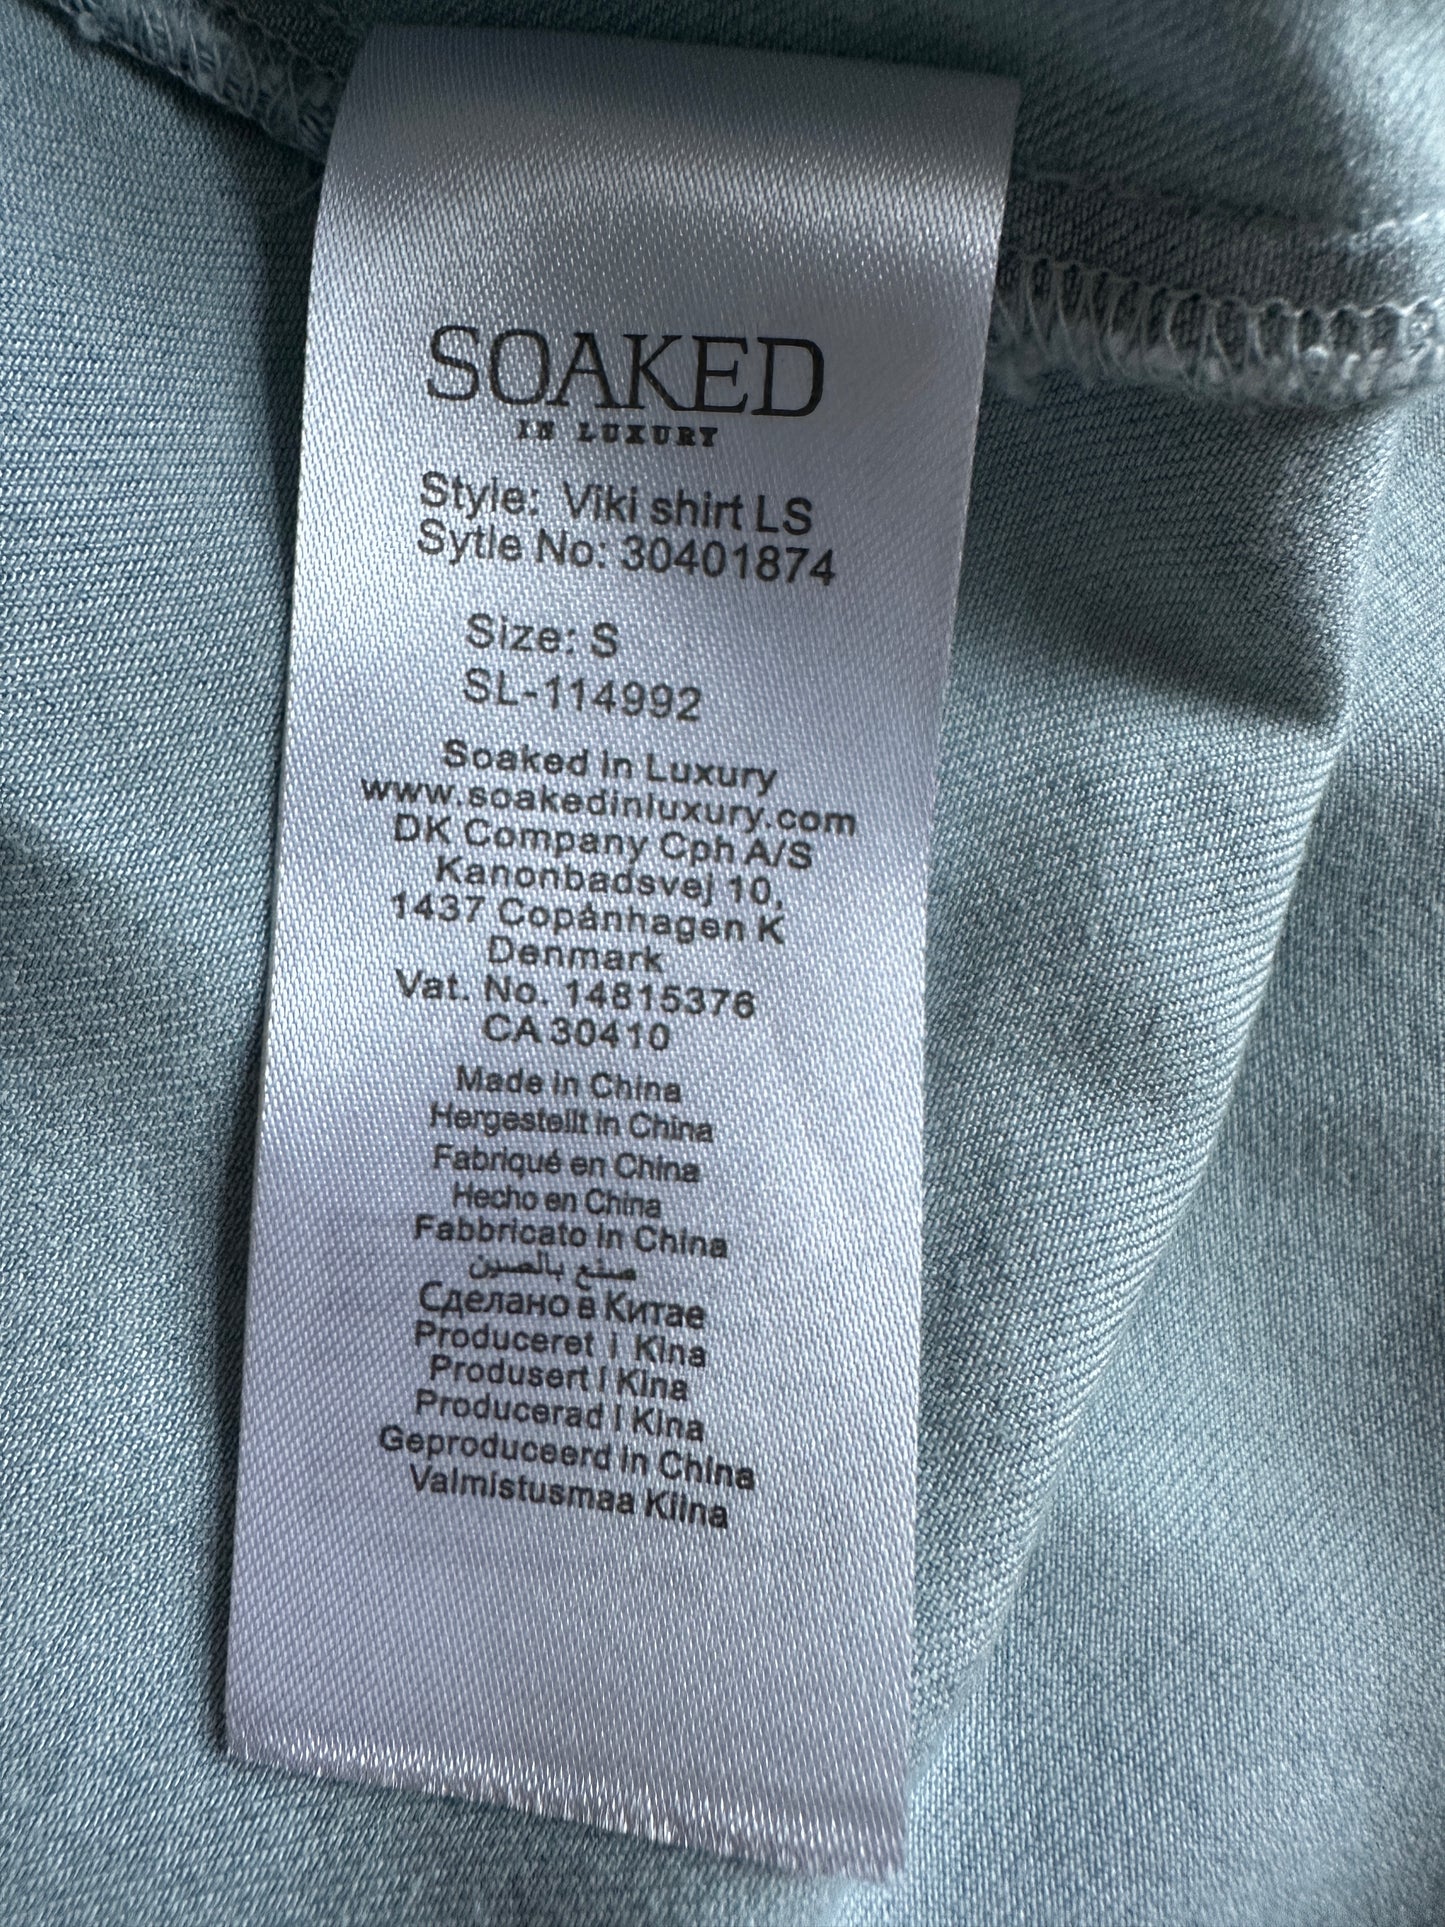 SOAKED
IN LUXURY
Style: Viki shirt LS
Sytle No: 30401874
Size: S
SL-114992
Soaked in Luxury
www.soakedinluxury.com
DK Company Cph A/S
Kanonbadsvej 10,
1437 Copánhagen K
Denmark
Vat. No. 14815376
CA 30410
Made in China
Hergestellt in China
Fabriqué en China
Hecho en China
Fabbricato in China
صنع بالصين
Сделано в Китае
Produceret i Kina
Produsert i Kina
Producerad i Kina
Geproduceerd in China
Valmistusmaa Kiina